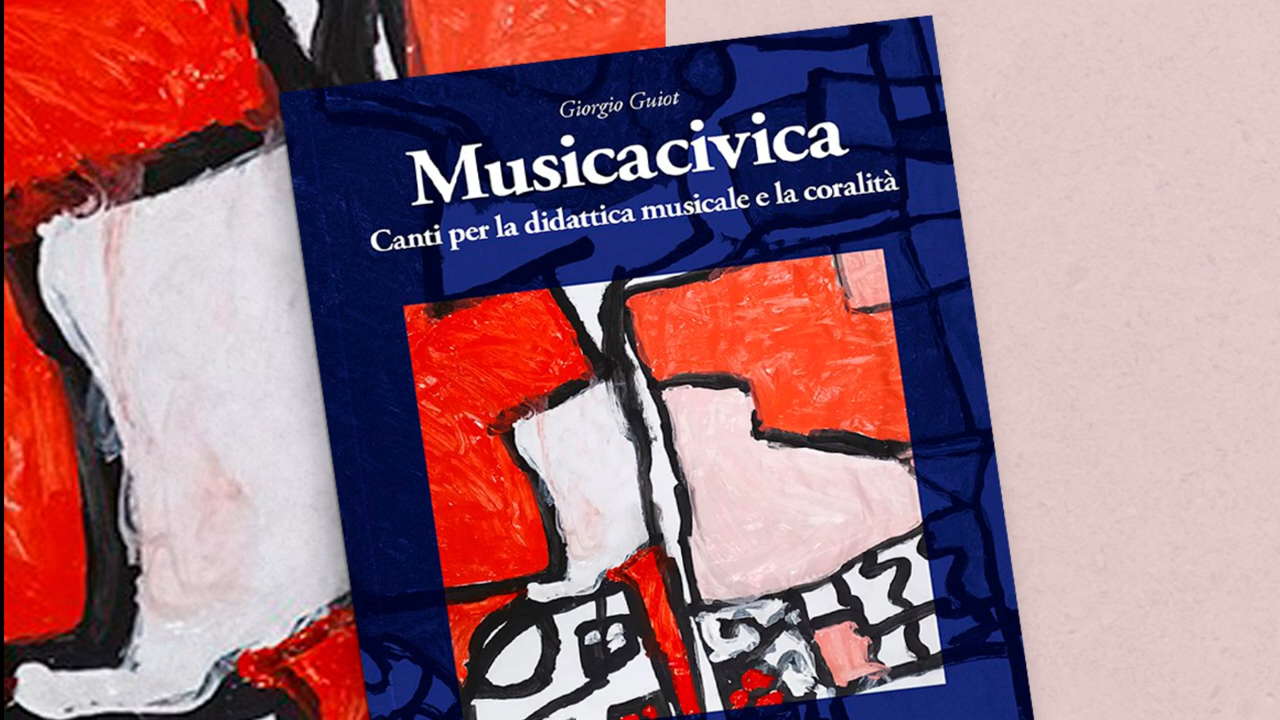 Giorgio Guiot
Musicacivica
Canti per la didattica musicale e la coralità